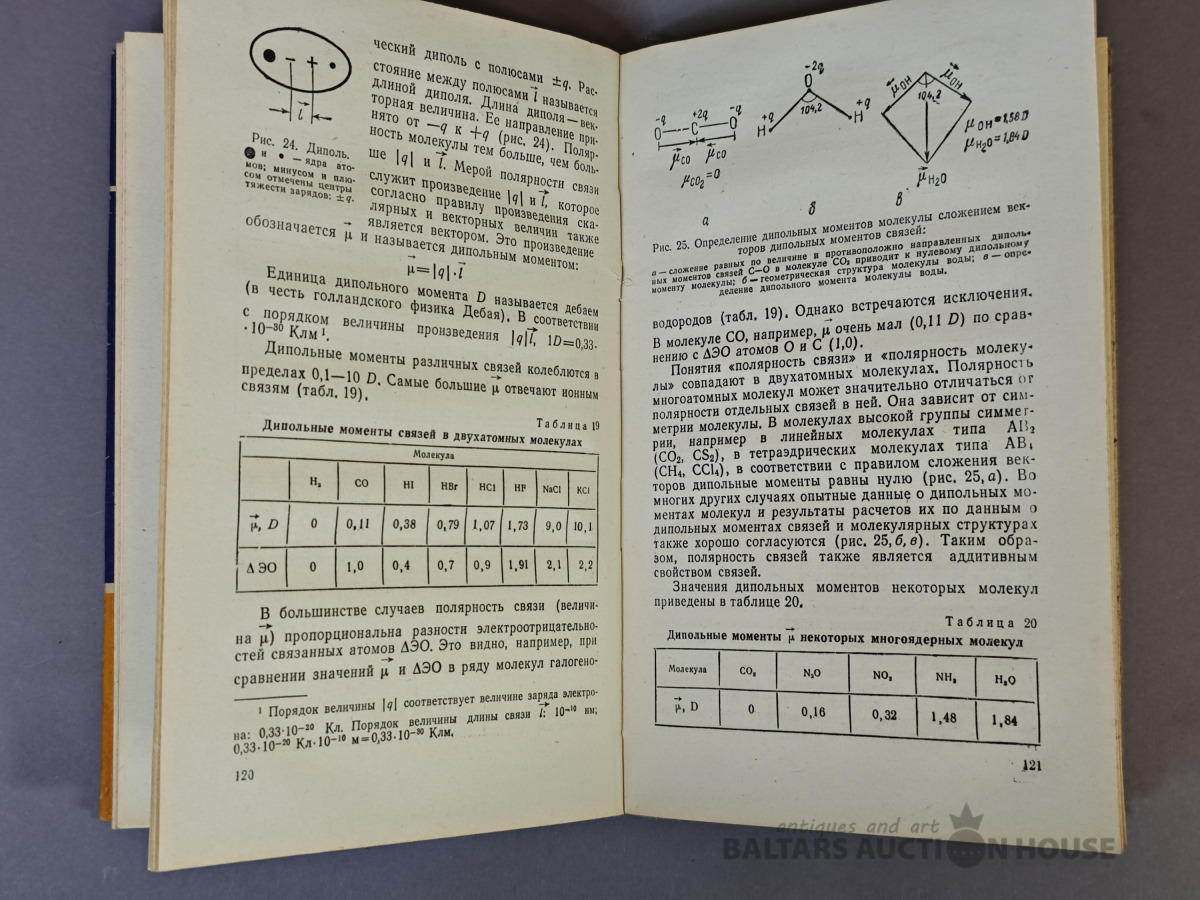 − +
l
Рис. 24. Диполь.
и • — ядра ато-
мов; минусом и плю-
сом отмечены центры
тяжести зарядов: ±q.
ческий диполь с полюсами ±q. Рас-
стояние между полюсами l⃗ называется
длиной диполя. Длина диполя — век-
торная величина. Ее направление при-
нято от —q к +q (рис. 24). Поляр-
ность молекулы тем больше, чем боль-
ше |q| и l⃗. Мерой полярности связи
служит произведение |q| и l⃗, которое
согласно правилу произведения ска-
лярных и векторных величин также
является вектором. Это произведение
обозначается μ⃗ и называется дипольным моментом:
μ⃗=|q|·l⃗
Единица дипольного момента D называется дебаем
(в честь голландского физика Дебая). В соответствии
с порядком величины произведения |q|l⃗, 1D=0,33·
·10⁻³⁰ Клм ¹.
Дипольные моменты различных связей колеблются в
пределах 0,1—10 D. Самые большие μ⃗ отвечают ионным
связям (табл. 19).
Таблица 19
Дипольные моменты связей в двухатомных молекулах
Молекула
H₂ CO HI HBr HCl HF NaCl KCl
μ⃗, D 0 0,11 0,38 0,79 1,07 1,73 9,0 10,1
Δ ЭО 0 1,0 0,4 0,7 0,9 1,91 2,1 2,2
В большинстве случаев полярность связи (величи-
на μ⃗) пропорциональна разности электроотрицательно-
стей связанных атомов ΔЭО. Это видно, например, при
сравнении значений μ⃗ и ΔЭО в ряду молекул галогено-
¹ Порядок величины |q| соответствует величине заряда электро-
на: 0,33·10⁻²⁰ Кл. Порядок величины длины связи l⃗: 10⁻¹⁰ нм;
0,33·10⁻²⁰ Кл·10⁻¹⁰ м=0,33·10⁻³⁰ Клм.
120
−q +2q −q
O C O
μ⃗CO μ⃗CO
μ⃗CO₂=0
а
−2q
O
104,2
+q H H +q
б
μ⃗OH μ⃗OH
104,2
μ⃗OH=1,58D
μ⃗H₂O=1,84D
μ⃗H₂O
в
Рис. 25. Определение дипольных моментов молекулы сложением век-
торов дипольных моментов связей:
а — сложение равных по величине и противоположно направленных диполь-
ных моментов связей С—О в молекуле CO₂ приводит к нулевому дипольному
моменту молекулы; б — геометрическая структура молекулы воды; в — опре-
деление дипольного момента молекулы воды.
водородов (табл. 19). Однако встречаются исключения.
В молекуле CO, например, μ⃗ очень мал (0,11 D) по срав-
нению с ΔЭО атомов О и С (1,0).
Понятия «полярность связи» и «полярность молеку-
лы» совпадают в двухатомных молекулах. Полярность
многоатомных молекул может значительно отличаться от
полярности отдельных связей в ней. Она зависит от сим-
метрии молекулы. В молекулах высокой группы симмет-
рии, например в линейных молекулах типа AB₂
(CO₂, CS₂), в тетраэдрических молекулах типа AB₄
(CH₄, CCl₄), в соответствии с правилом сложения век-
торов дипольные моменты равны нулю (рис. 25, а). Во
многих других случаях опытные данные о дипольных мо-
ментах молекул и результаты расчетов их по данным о
дипольных моментах связей и молекулярных структурах
также хорошо согласуются (рис. 25, б, в). Таким обра-
зом, полярность связей также является аддитивным
свойством связей.
Значения дипольных моментов некоторых молекул
приведены в таблице 20.
Таблица 20
Дипольные моменты μ⃗ некоторых многоядерных молекул
Молекула CO₂ N₂O NO₂ NH₃ H₂O
μ⃗, D 0 0,16 0,32 1,48 1,84
121
antiques and art
BALTARS AUCTION HOUSE